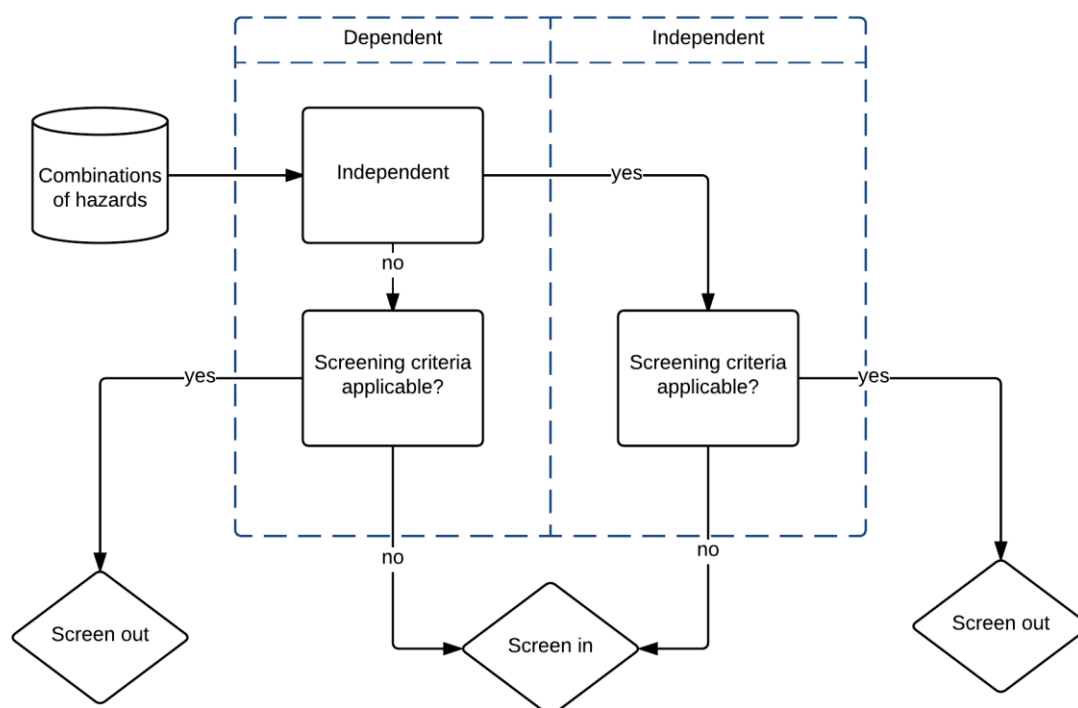 Dependent
Independent
Combinations
of hazards
Independent
yes
no
Screening criteria
applicable?
Screening criteria
applicable?
yes
yes
no
no
Screen out
Screen in
Screen out